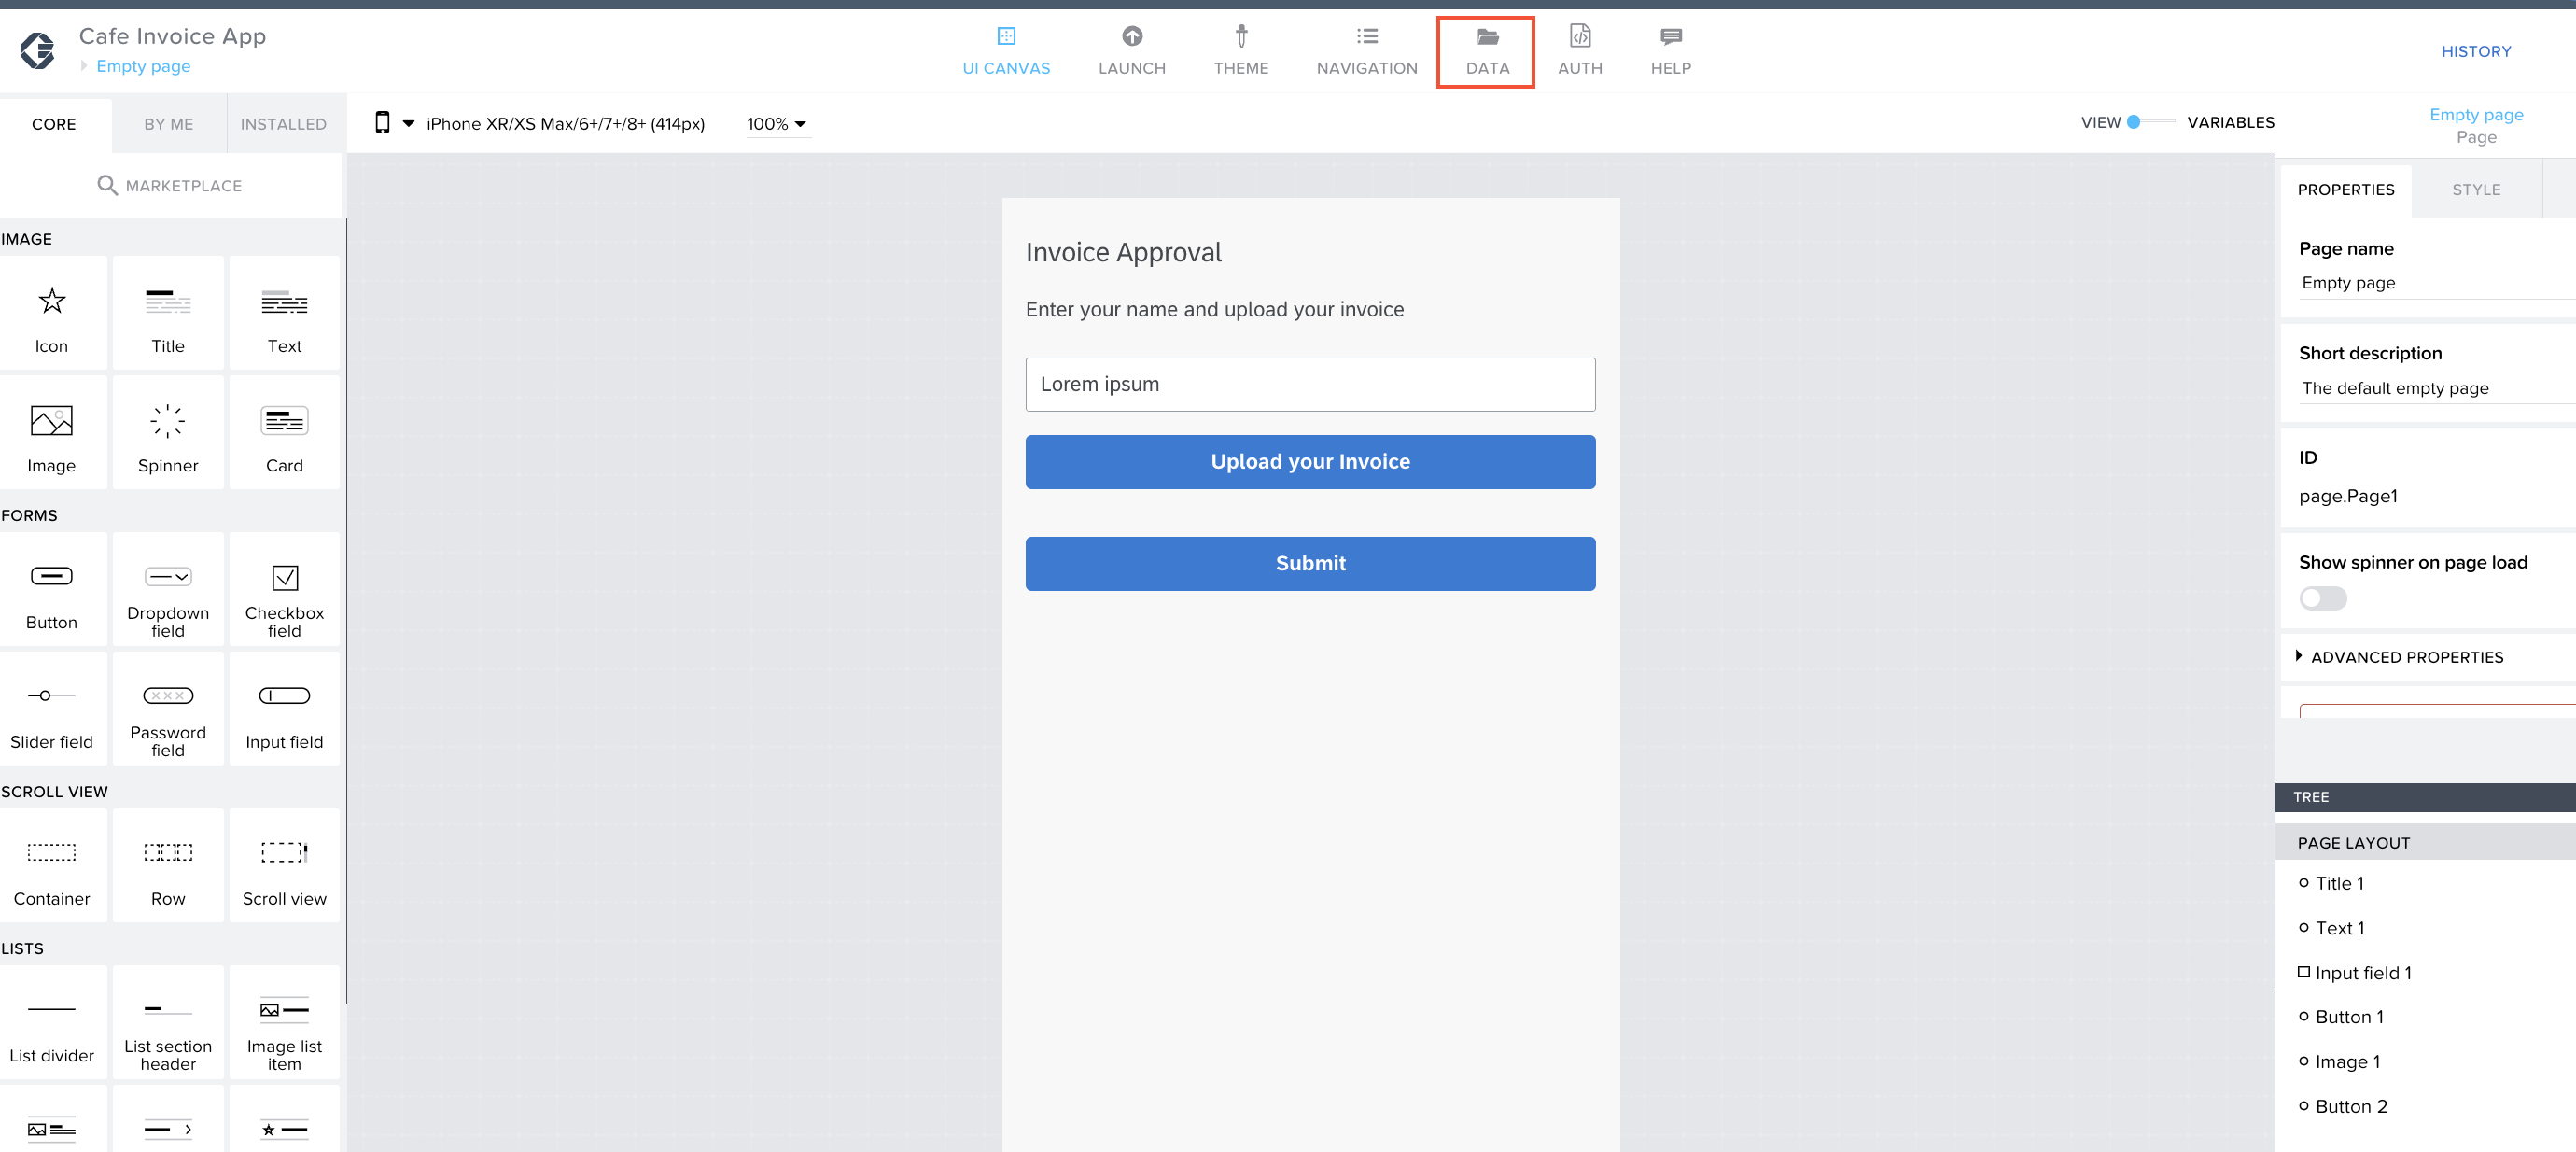 Cafe Invoice App
Empty page
UI CANVAS
LAUNCH
THEME
NAVIGATION
DATA
AUTH
HELP
HISTORY
CORE
BY ME
INSTALLED
iPhone XR/XS Max/6+/7+/8+ (414px)
100%
VIEW
VARIABLES
Empty page
Page
MARKETPLACE
IMAGE
Icon
Title
Text
Image
Spinner
Card
FORMS
Button
Dropdown
field
Checkbox
field
Slider field
Password
field
Input field
SCROLL VIEW
Container
Row
Scroll view
LISTS
List divider
List section
header
Image list
item
Invoice Approval
Enter your name and upload your invoice
Lorem ipsum
Upload your Invoice
Submit
PROPERTIES
STYLE
Page name
Empty page
Short description
The default empty page
ID
page.Page1
Show spinner on page load
ADVANCED PROPERTIES
TREE
PAGE LAYOUT
Title 1
Text 1
Input field 1
Button 1
Image 1
Button 2